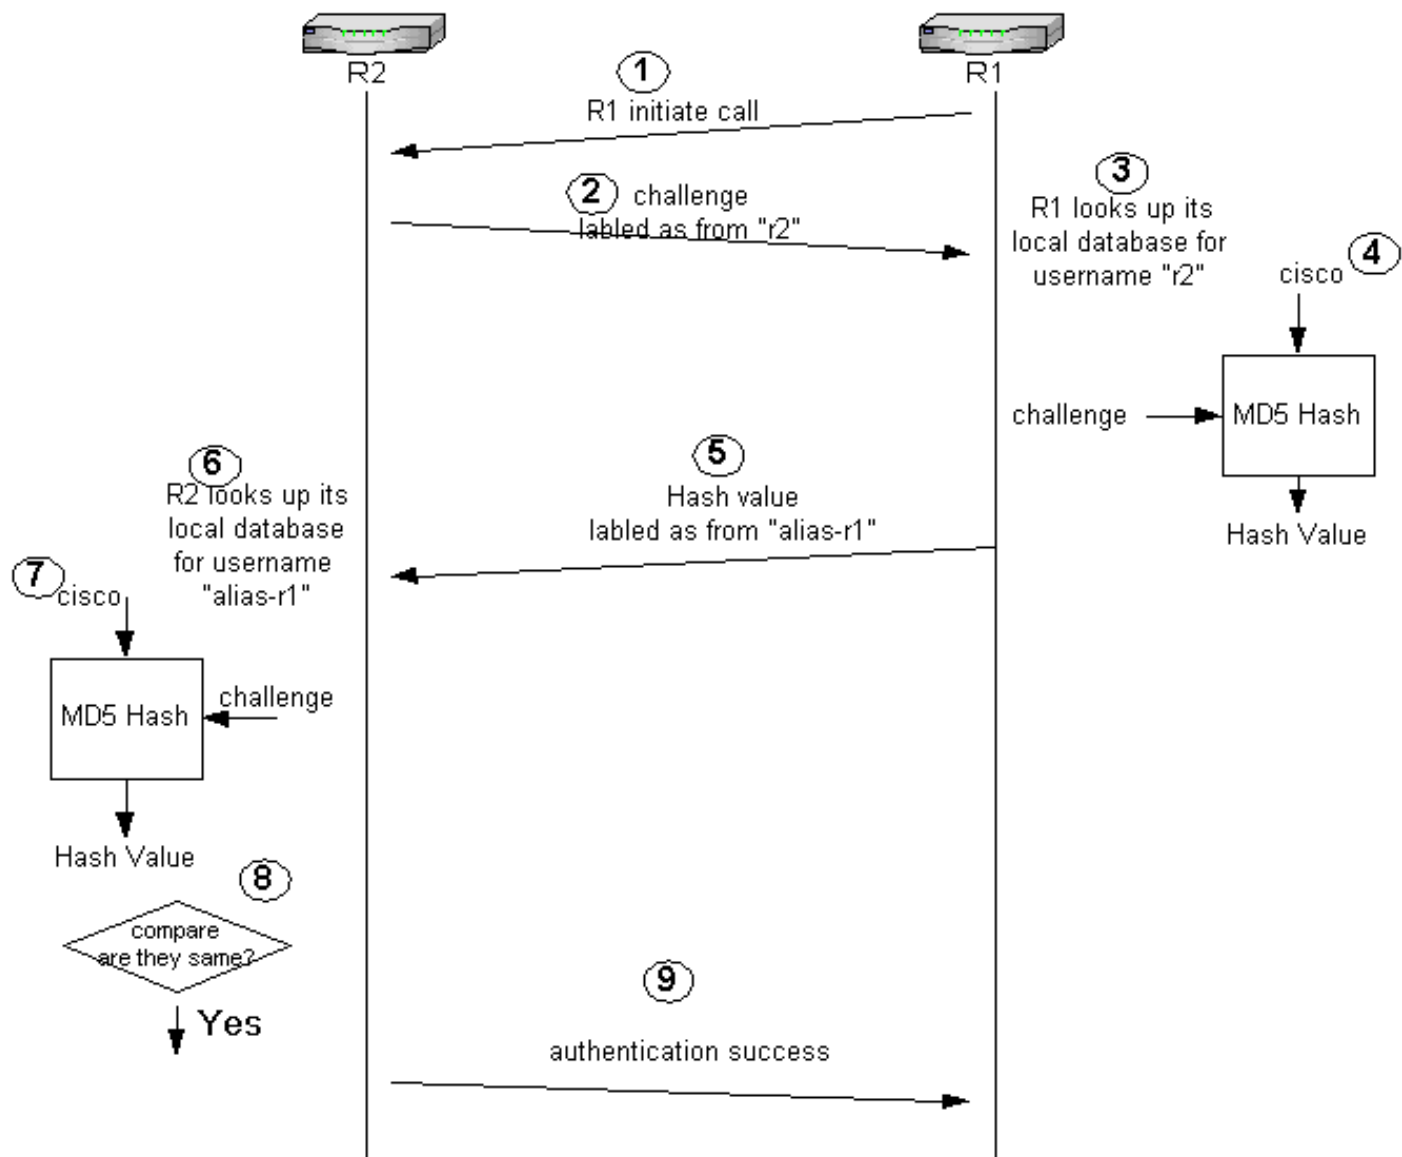 R2
R1
1
R1 initiate call
2
challenge
labled as from "r2"
3
R1 looks up its
local database for
username "r2"
4
cisco
challenge
MD5 Hash
Hash Value
5
Hash value
labled as from "alias-r1"
6
R2 looks up its
local database
for username
"alias-r1"
7
cisco
challenge
MD5 Hash
Hash Value
8
compare
are they same?
Yes
9
authentication success